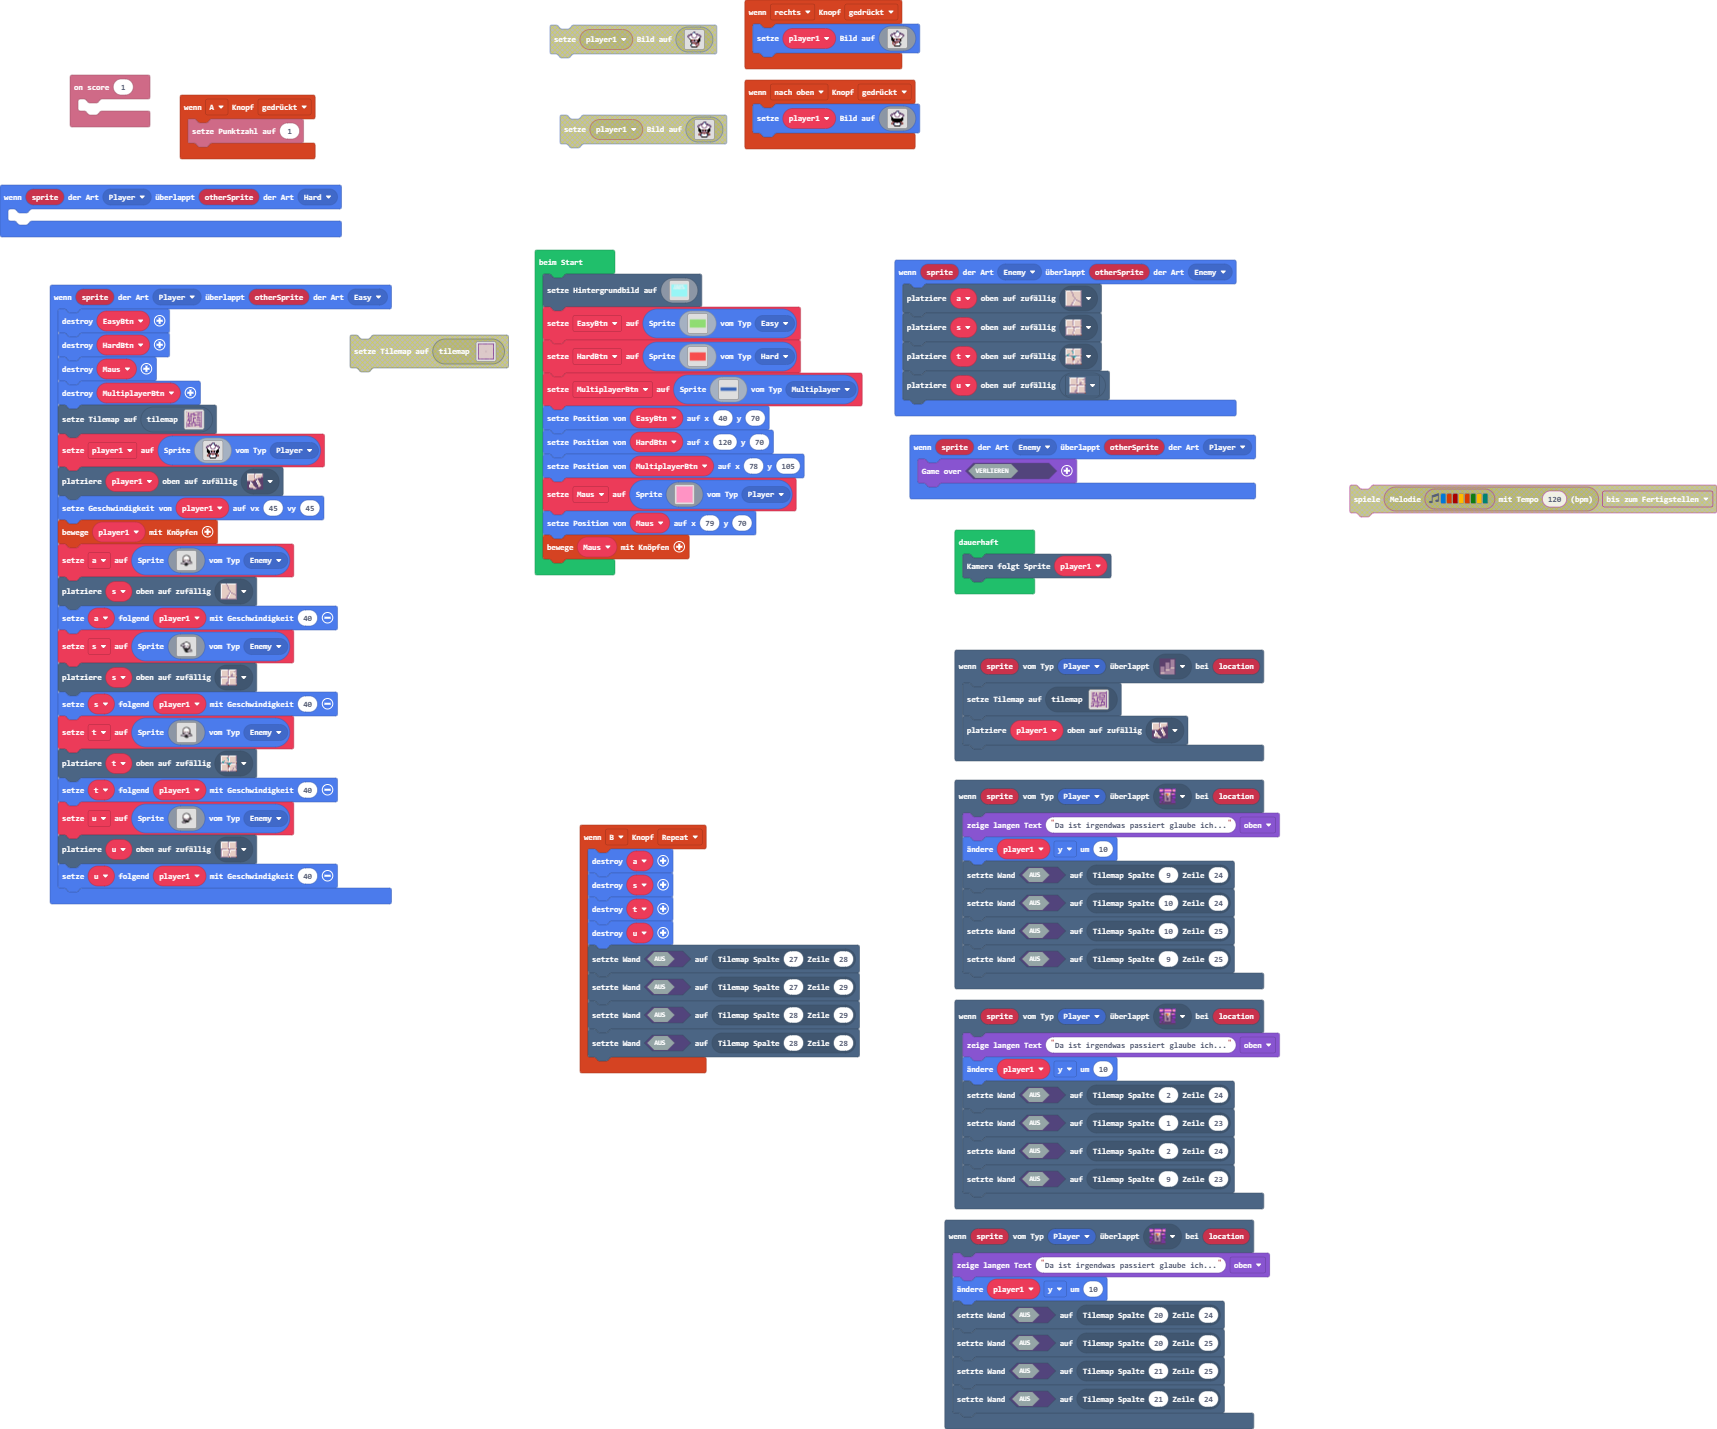 wenn rechts Knopf gedrückt
setze player1 Bild auf
setze player1 Bild auf
on score 1
wenn A Knopf gedrückt
setze Punktzahl auf 1
wenn nach oben Knopf gedrückt
setze player1 Bild auf
setze player1 Bild auf
wenn sprite der Art Player überlappt otherSprite der Art Hard
wenn sprite der Art Player überlappt otherSprite der Art Easy
destroy EasyBtn
destroy HardBtn
destroy Maus
destroy MultiplayerBtn
setze Tilemap auf tilemap
setze player1 auf Sprite vom Typ Player
platziere player1 oben auf zufällig
setze Geschwindigkeit von player1 auf vx 45 vy 45
bewege player1 mit Knöpfen
setze a auf Sprite vom Typ Enemy
platziere s oben auf zufällig
setze a folgend player1 mit Geschwindigkeit 40
setze s auf Sprite vom Typ Enemy
platziere s oben auf zufällig
setze s folgend player1 mit Geschwindigkeit 40
setze t auf Sprite vom Typ Enemy
platziere t oben auf zufällig
setze t folgend player1 mit Geschwindigkeit 40
setze u auf Sprite vom Typ Enemy
platziere u oben auf zufällig
setze u folgend player1 mit Geschwindigkeit 40
setze Tilemap auf tilemap
beim Start
setze Hintergrundbild auf
setze EasyBtn auf Sprite vom Typ Easy
setze HardBtn auf Sprite vom Typ Hard
setze MultiplayerBtn auf Sprite vom Typ Multiplayer
setze Position von EasyBtn auf x 40 y 70
setze Position von HardBtn auf x 120 y 70
setze Position von MultiplayerBtn auf x 78 y 105
setze Maus auf Sprite vom Typ Player
setze Position von Maus auf x 79 y 70
bewege Maus mit Knöpfen
wenn sprite der Art Enemy überlappt otherSprite der Art Enemy
platziere a oben auf zufällig
platziere s oben auf zufällig
platziere t oben auf zufällig
platziere u oben auf zufällig
wenn sprite der Art Enemy überlappt otherSprite der Art Player
Game over VERLIEREN
spiele Melodie mit Tempo 120 (bpm) bis zum Fertigstellen
dauerhaft
Kamera folgt Sprite player1
wenn sprite vom Typ Player überlappt bei location
setze Tilemap auf tilemap
platziere player1 oben auf zufällig
wenn sprite vom Typ Player überlappt bei location
zeige langen Text "Da ist irgendwas passiert glaube ich..." oben
ändere player1 y um 10
setzte Wand AUS auf Tilemap Spalte 9 Zeile 24
setzte Wand AUS auf Tilemap Spalte 10 Zeile 24
setzte Wand AUS auf Tilemap Spalte 10 Zeile 25
setzte Wand AUS auf Tilemap Spalte 9 Zeile 25
wenn B Knopf Repeat
destroy a
destroy s
destroy t
destroy u
setzte Wand AUS auf Tilemap Spalte 27 Zeile 28
setzte Wand AUS auf Tilemap Spalte 27 Zeile 29
setzte Wand AUS auf Tilemap Spalte 28 Zeile 29
setzte Wand AUS auf Tilemap Spalte 28 Zeile 28
wenn sprite vom Typ Player überlappt bei location
zeige langen Text "Da ist irgendwas passiert glaube ich..." oben
ändere player1 y um 10
setzte Wand AUS auf Tilemap Spalte 2 Zeile 24
setzte Wand AUS auf Tilemap Spalte 1 Zeile 23
setzte Wand AUS auf Tilemap Spalte 2 Zeile 24
setzte Wand AUS auf Tilemap Spalte 9 Zeile 23
wenn sprite vom Typ Player überlappt bei location
zeige langen Text "Da ist irgendwas passiert glaube ich..." oben
ändere player1 y um 10
setzte Wand AUS auf Tilemap Spalte 20 Zeile 24
setzte Wand AUS auf Tilemap Spalte 20 Zeile 25
setzte Wand AUS auf Tilemap Spalte 21 Zeile 25
setzte Wand AUS auf Tilemap Spalte 21 Zeile 24